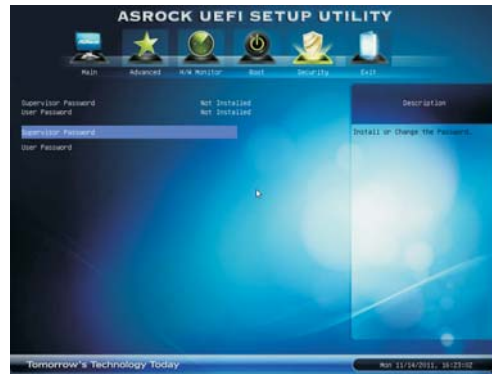 ASROCK UEFI SETUP UTILITY
Main Advanced H/W Monitor Boot Security Exit
Supervisor Password Not Installed
User Password Not Installed
Supervisor Password
User Password
Description
Install or Change the Password.
Tomorrow's Technology Today
Mon 11/14/2011, 16:23:02